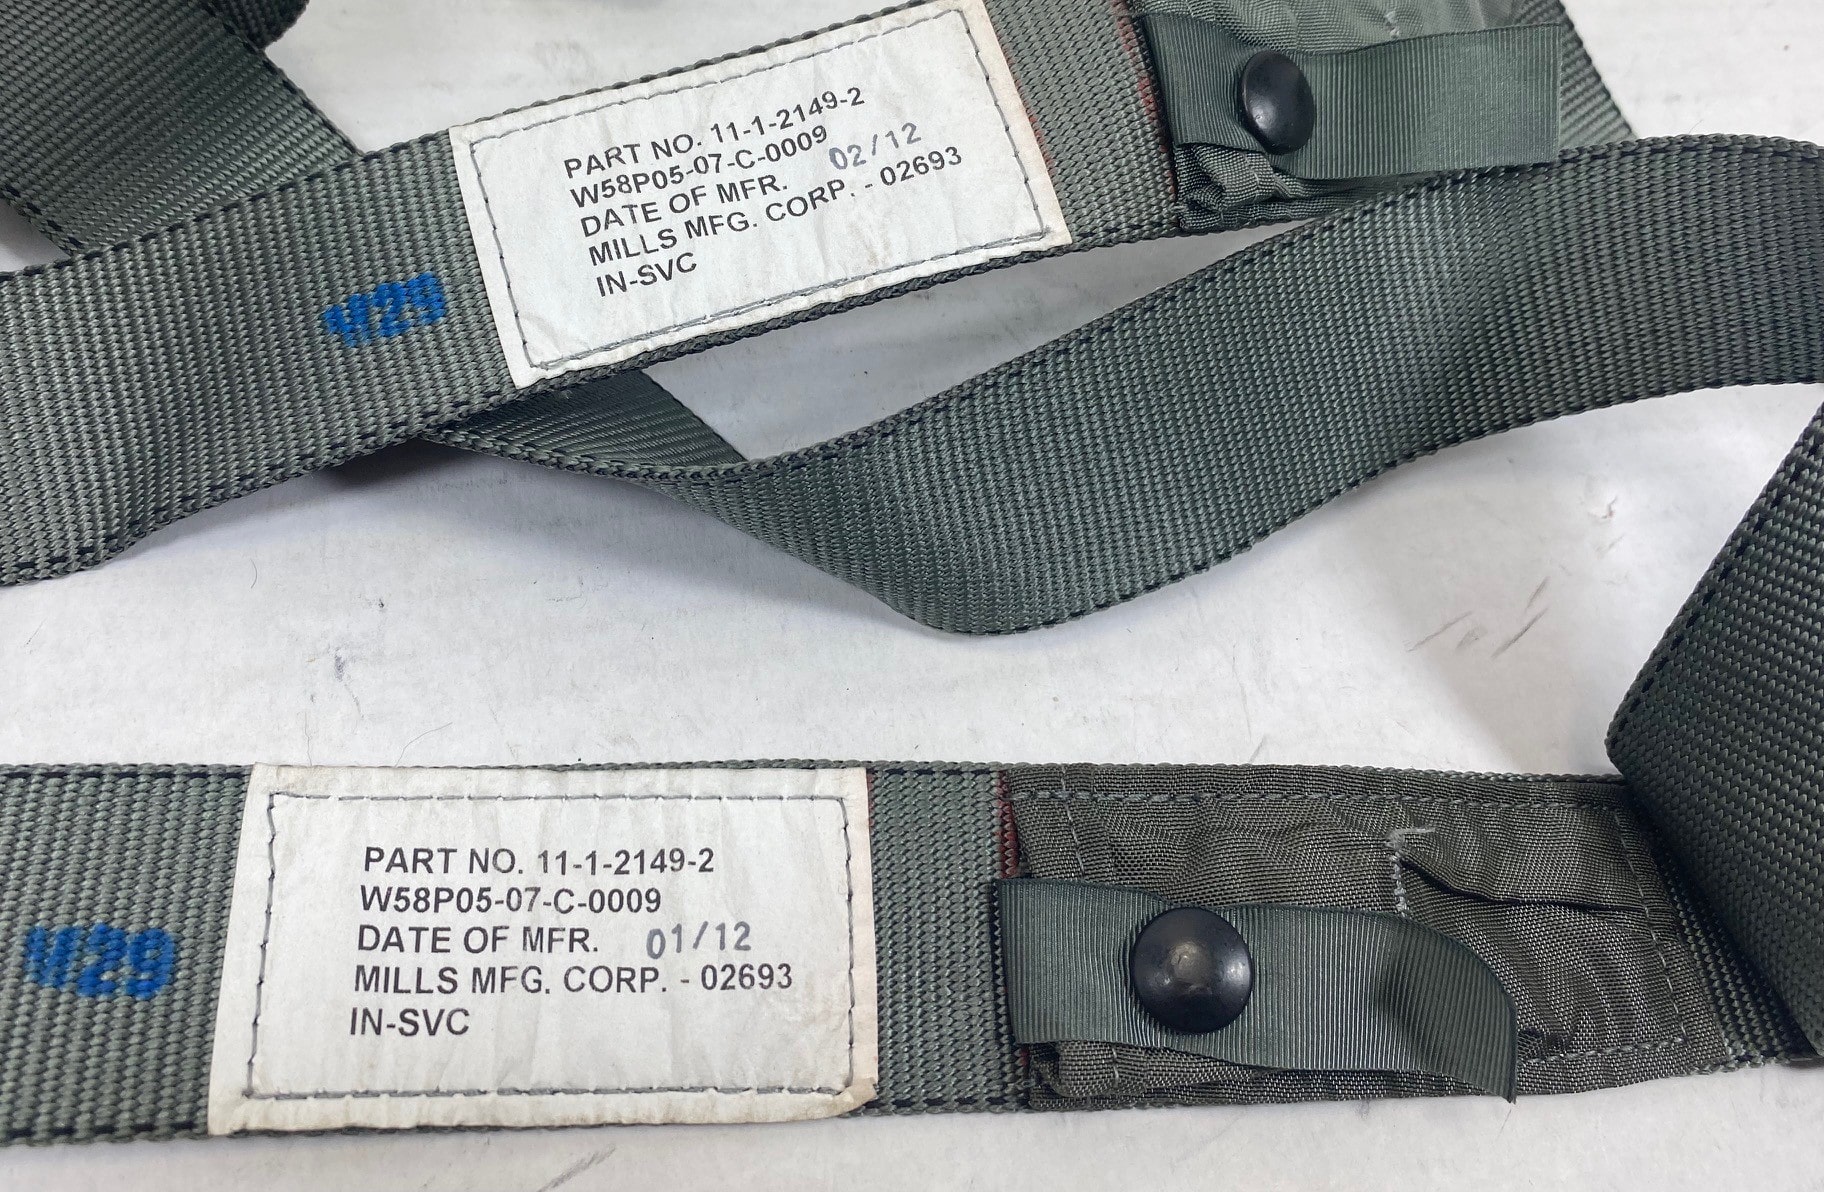 PART NO. 11-1-2149-2
W58P05-07-C-0009
DATE OF MFR. 02/12
MILLS MFG. CORP. - 02693
IN-SVC
V29
PART NO. 11-1-2149-2
W58P05-07-C-0009
DATE OF MFR. 01/12
MILLS MFG. CORP. - 02693
IN-SVC